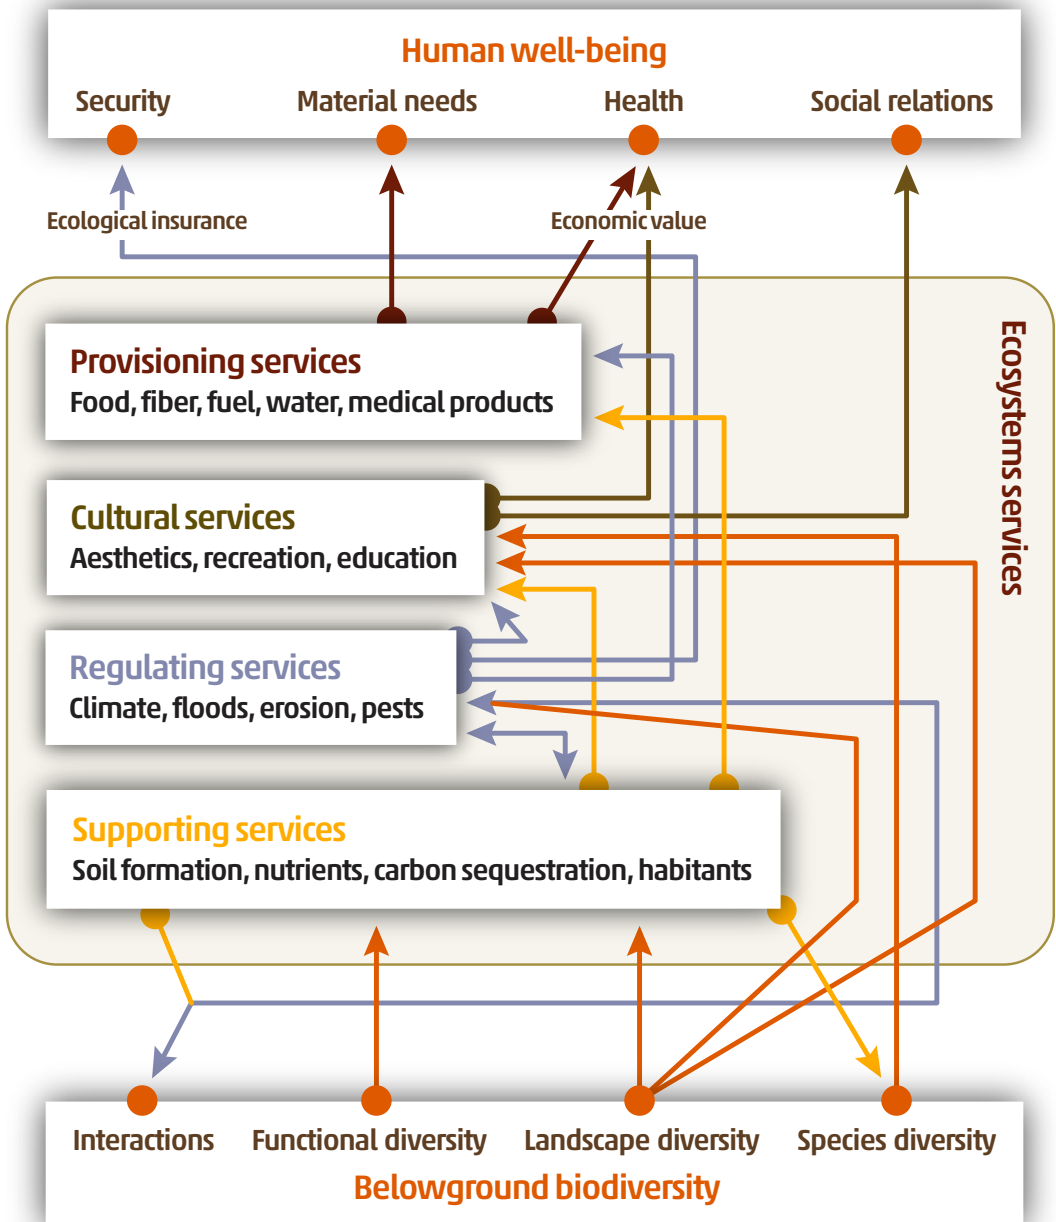 Human well-being
Security
Material needs
Health
Social relations
Ecological insurance
Economic value
Ecosystems services
Provisioning services
Food, fiber, fuel, water, medical products
Cultural services
Aesthetics, recreation, education
Regulating services
Climate, floods, erosion, pests
Supporting services
Soil formation, nutrients, carbon sequestration, habitants
Interactions
Functional diversity
Landscape diversity
Species diversity
Belowground biodiversity